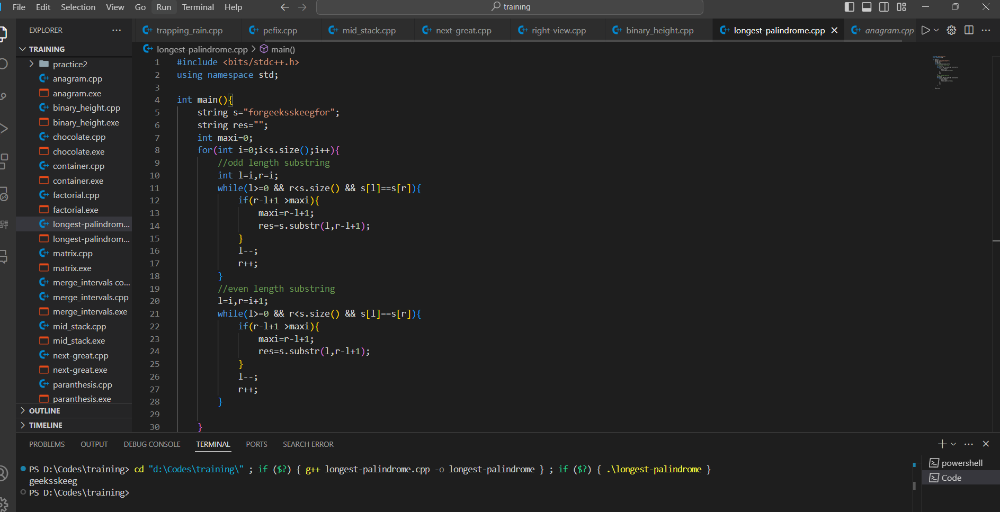 File Edit Selection View Go Run Terminal Help
training
EXPLORER
trapping_rain.cpp pefix.cpp mid_stack.cpp next-great.cpp right-view.cpp binary_height.cpp longest-palindrome.cpp anagram.cpp
TRAINING
practice2
anagram.cpp
anagram.exe
binary_height.cpp
binary_height.exe
chocolate.cpp
chocolate.exe
container.cpp
container.exe
factorial.cpp
factorial.exe
longest-palindrom...
longest-palindrom...
matrix.cpp
matrix.exe
merge_intervals co...
merge_intervals.cpp
merge_intervals.exe
mid_stack.cpp
mid_stack.exe
next-great.cpp
next-great.exe
paranthesis.cpp
paranthesis.exe
OUTLINE
TIMELINE
longest-palindrome.cpp > main()
1 #include <bits/stdc++.h>
2 using namespace std;
3
4 int main(){
5 string s="forgeeksskeegfor";
6 string res="";
7 int maxi=0;
8 for(int i=0;i<s.size();i++){
9 //odd length substring
10 int l=i,r=i;
11 while(l>=0 && r<s.size() && s[l]==s[r]){
12 if(r-l+1 >maxi){
13 maxi=r-l+1;
14 res=s.substr(l,r-l+1);
15 }
16 l--;
17 r++;
18 }
19 //even length substring
20 l=i,r=i+1;
21 while(l>=0 && r<s.size() && s[l]==s[r]){
22 if(r-l+1 >maxi){
23 maxi=r-l+1;
24 res=s.substr(l,r-l+1);
25 }
26 l--;
27 r++;
28 }
29
30 }
PROBLEMS OUTPUT DEBUG CONSOLE TERMINAL PORTS SEARCH ERROR
PS D:\Codes\training> cd "d:\Codes\training\" ; if ($?) { g++ longest-palindrome.cpp -o longest-palindrome } ; if ($?) { .\longest-palindrome }
geeksskeeg
PS D:\Codes\training>
powershell
Code